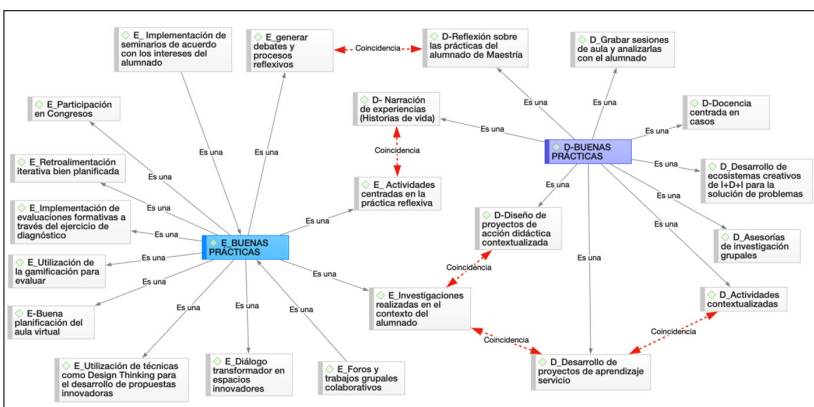 E_ Implementación de
seminarios de acuerdo
con los intereses del
alumnado
E_generar
debates y
procesos
reflexivos
Coincidencia
D-Reflexión sobre
las prácticas del
alumnado de Maestría
D_Grabar sesiones
de aula y analizarlas
con el alumnado
Es una
Es una
Es una
Es una
E_Participación
en Congresos
D- Narración
de experiencias
(Historias de vida)
D-Docencia
centrada en
casos
Es una
Es una
Es una
Coincidencia
D-BUENAS
PRÁCTICAS
Es una
E_Retroalimentación
iterativa bien planificada
Es una
E_ Actividades
centradas en la
práctica reflexiva
Es una
Es una
D_Desarrollo de
ecosistemas creativos
de I+D+I para la
solución de problemas
E_Implementación de
evaluaciones formativas a
través del ejercicio de
diagnóstico
Es una
Es una
D-Diseño de
proyectos de
acción didáctica
contextualizada
Es una
Es una
D_Asesorías
de investigación
grupales
E_BUENAS
PRÁCTICAS
E_Utilización de
la gamificación para
evaluar
Es una
Es una
Coincidencia
Es una
E-Buena
planificación del
aula virtual
Es una
Es una
Es una
Es una
E_Investigaciones
realizadas en el
contexto del
alumnado
D_Actividades
contextualizadas
Coincidencia
Coincidencia
E_Utilización de técnicas
como Design Thinking para
el desarrollo de propuestas
innovadoras
E_Diálogo
transformador en
espacios
innovadores
E_Foros y
trabajos grupales
colaborativos
D_Desarrollo de
proyectos de aprendizaje
servicio